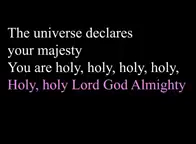 The universe declares
your majesty
You are holy, holy, holy, holy,
Holy, holy Lord God Almighty